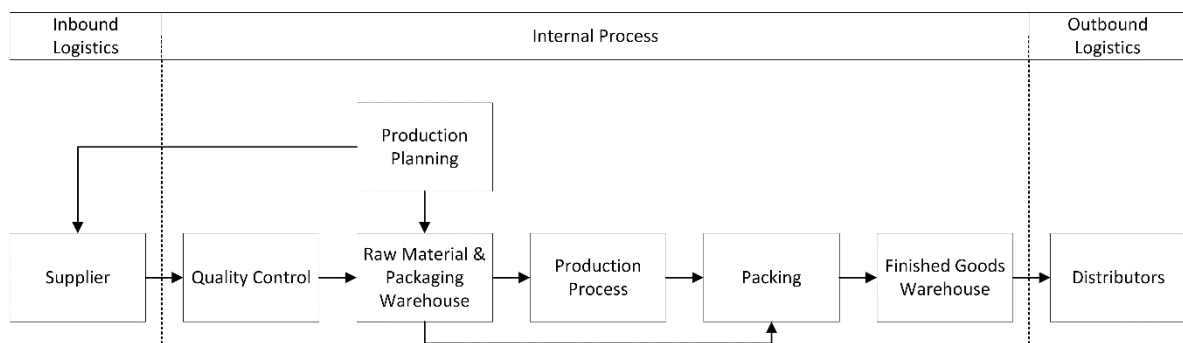 Inbound
Logistics
Internal Process
Outbound
Logistics
Production
Planning
Supplier
Quality Control
Raw Material &
Packaging
Warehouse
Production
Process
Packing
Finished Goods
Warehouse
Distributors